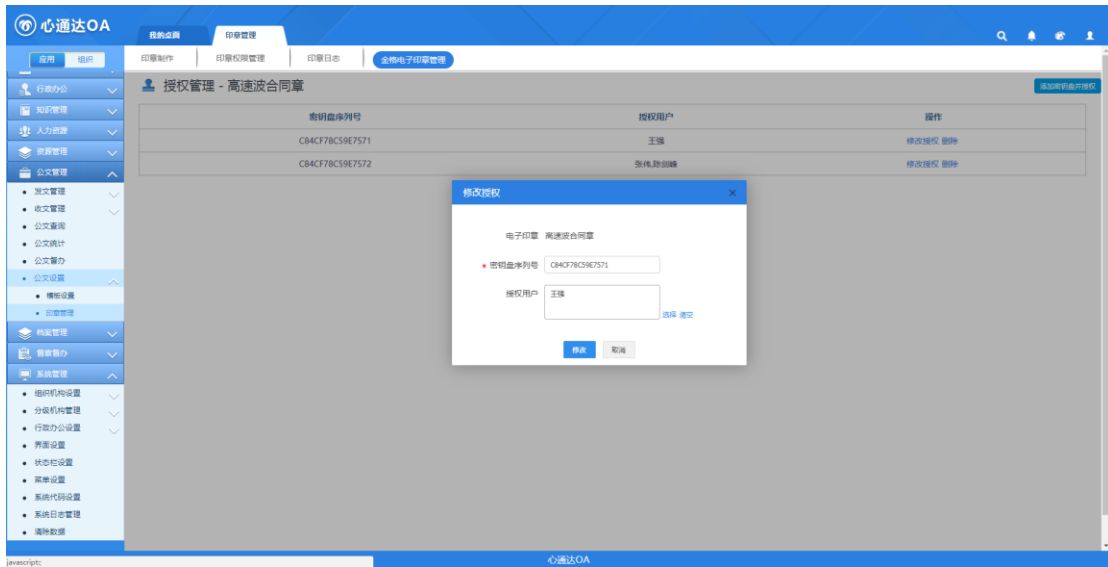 心通达OA
我的桌面 印章管理
应用 组织
印章制作 印章权限管理 印章日志 金格电子印章管理
行政办公
知识管理
人力资源
资源管理
公文管理
发文管理
收文管理
公文查询
公文统计
公文督办
公文设置
模板设置
印章管理
档案管理
督政督办
系统管理
组织机构设置
分级机构管理
行政办公设置
界面设置
状态栏设置
菜单设置
系统代码设置
系统日志管理
清除数据
授权管理 - 高速波合同章
添加密钥盘并授权
密钥盘序列号 授权用户 操作
CB4CF78C59E7571 王强 修改授权 删除
CB4CF78C59E7572 张伟,陈剑锋 修改授权 删除
修改授权 ×
电子印章 高速波合同章
* 密钥盘序列号 CB4CF78C59E7571
授权用户 王强
选择 清空
修改 取消
javascript:;
心通达OA